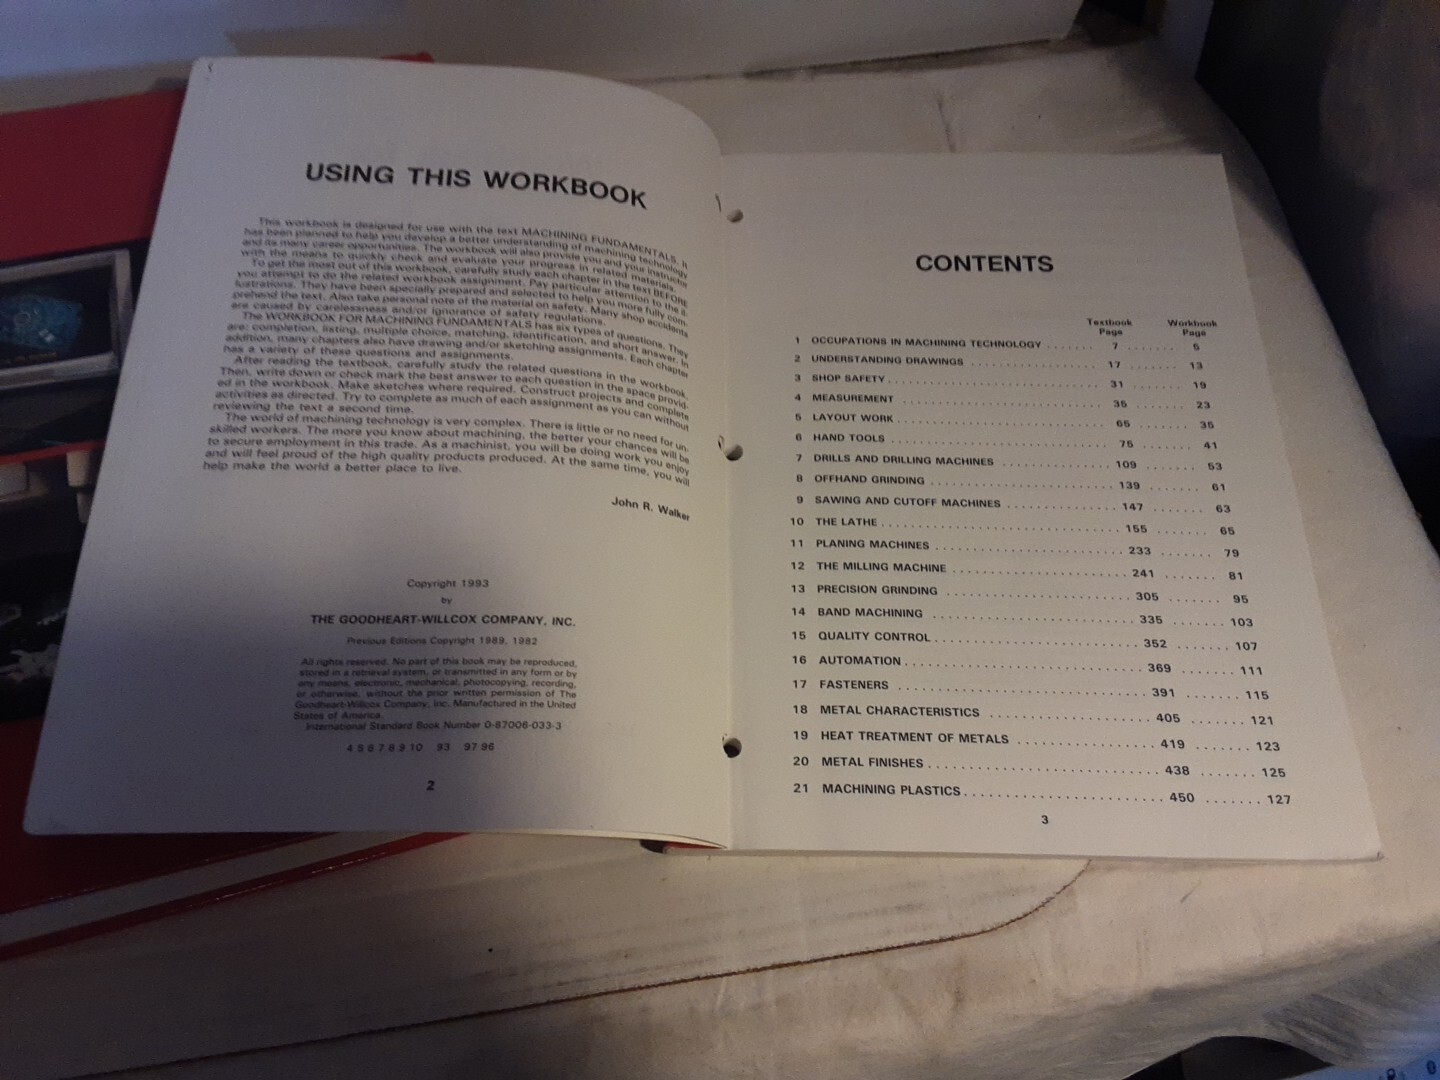 USING THIS WORKBOOK
This workbook is designed for use with the text MACHINING FUNDAMENTALS. It
has been planned to help you develop a better understanding of machining technology
and its many career opportunities. The workbook will also provide you and your instructor
with the means to quickly check and evaluate your progress in related materials.
To get the most out of this workbook, carefully study each chapter in the text BEFORE
you attempt to do the related workbook assignment. Pay particular attention to the il-
lustrations. They have been specially prepared and selected to help you more fully com-
prehend the text. Also take personal note of the material on safety. Many shop accidents
are caused by carelessness and/or ignorance of safety regulations.
The WORKBOOK FOR MACHINING FUNDAMENTALS has six types of questions. They
are: completion, listing, multiple choice, matching, identification, and short answer. In
addition, many chapters also have drawing and/or sketching assignments. Each chapter
has a variety of these questions and assignments.
After reading the textbook, carefully study the related questions in the workbook.
Then, write down or check mark the best answer to each question in the space provid-
ed in the workbook. Make sketches where required. Construct projects and complete
activities as directed. Try to complete as much of each assignment as you can without
reviewing the text a second time.
The world of machining technology is very complex. There is little or no need for un-
skilled workers. The more you know about machining, the better your chances will be
to secure employment in this trade. As a machinist, you will be doing work you enjoy
and will feel proud of the high quality products produced. At the same time, you will
help make the world a better place to live.
John R. Walker
Copyright 1993
by
THE GOODHEART-WILLCOX COMPANY, INC.
Previous Editions Copyright 1989, 1982
All rights reserved. No part of this book may be reproduced,
stored in a retrieval system, or transmitted in any form or by
any means, electronic, mechanical, photocopying, recording,
or otherwise, without the prior written permission of The
Goodheart-Willcox Company, Inc. Manufactured in the United
States of America.
International Standard Book Number 0-87006-033-3
4 5 6 7 8 9 10 93 97 96
2
CONTENTS
Textbook Page Workbook Page
1 OCCUPATIONS IN MACHINING TECHNOLOGY ....... 7 ....... 5
2 UNDERSTANDING DRAWINGS ................. 17 ....... 13
3 SHOP SAFETY ............................. 31 ....... 19
4 MEASUREMENT ............................ 35 ....... 23
5 LAYOUT WORK ............................ 65 ....... 35
6 HAND TOOLS ............................. 75 ....... 41
7 DRILLS AND DRILLING MACHINES .............. 109 ....... 53
8 OFFHAND GRINDING ........................ 139 ....... 61
9 SAWING AND CUTOFF MACHINES .............. 147 ....... 63
10 THE LATHE .............................. 155 ....... 65
11 PLANING MACHINES ....................... 233 ....... 79
12 THE MILLING MACHINE ..................... 241 ....... 81
13 PRECISION GRINDING ...................... 305 ....... 95
14 BAND MACHINING ......................... 335 ....... 103
15 QUALITY CONTROL ........................ 352 ....... 107
16 AUTOMATION ............................. 369 ....... 111
17 FASTENERS .............................. 391 ....... 115
18 METAL CHARACTERISTICS ................... 405 ....... 121
19 HEAT TREATMENT OF METALS ................ 419 ....... 123
20 METAL FINISHES .......................... 438 ....... 125
21 MACHINING PLASTICS ...................... 450 ....... 127
3